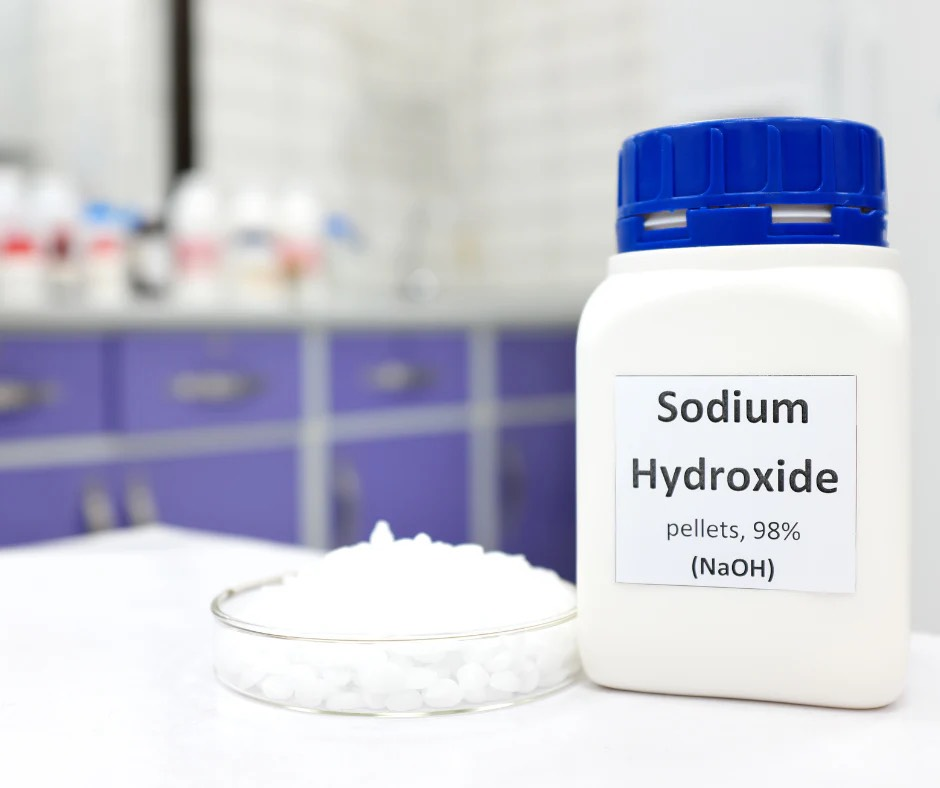 Sodium
Hydroxide
pellets, 98%
(NaOH)